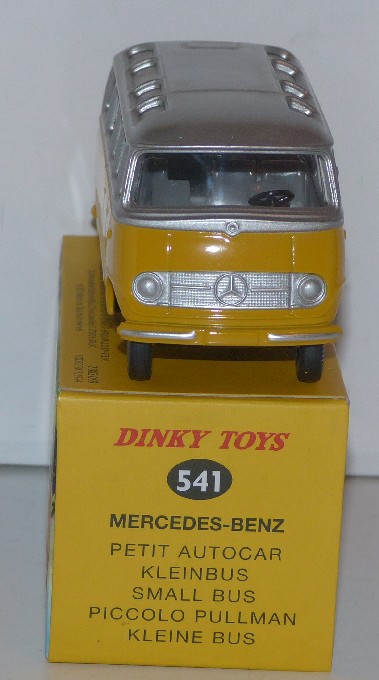 DINKY TOYS
541
MERCEDES-BENZ
PETIT AUTOCAR
KLEINBUS
SMALL BUS
PICCOLO PULLMAN
KLEINE BUS